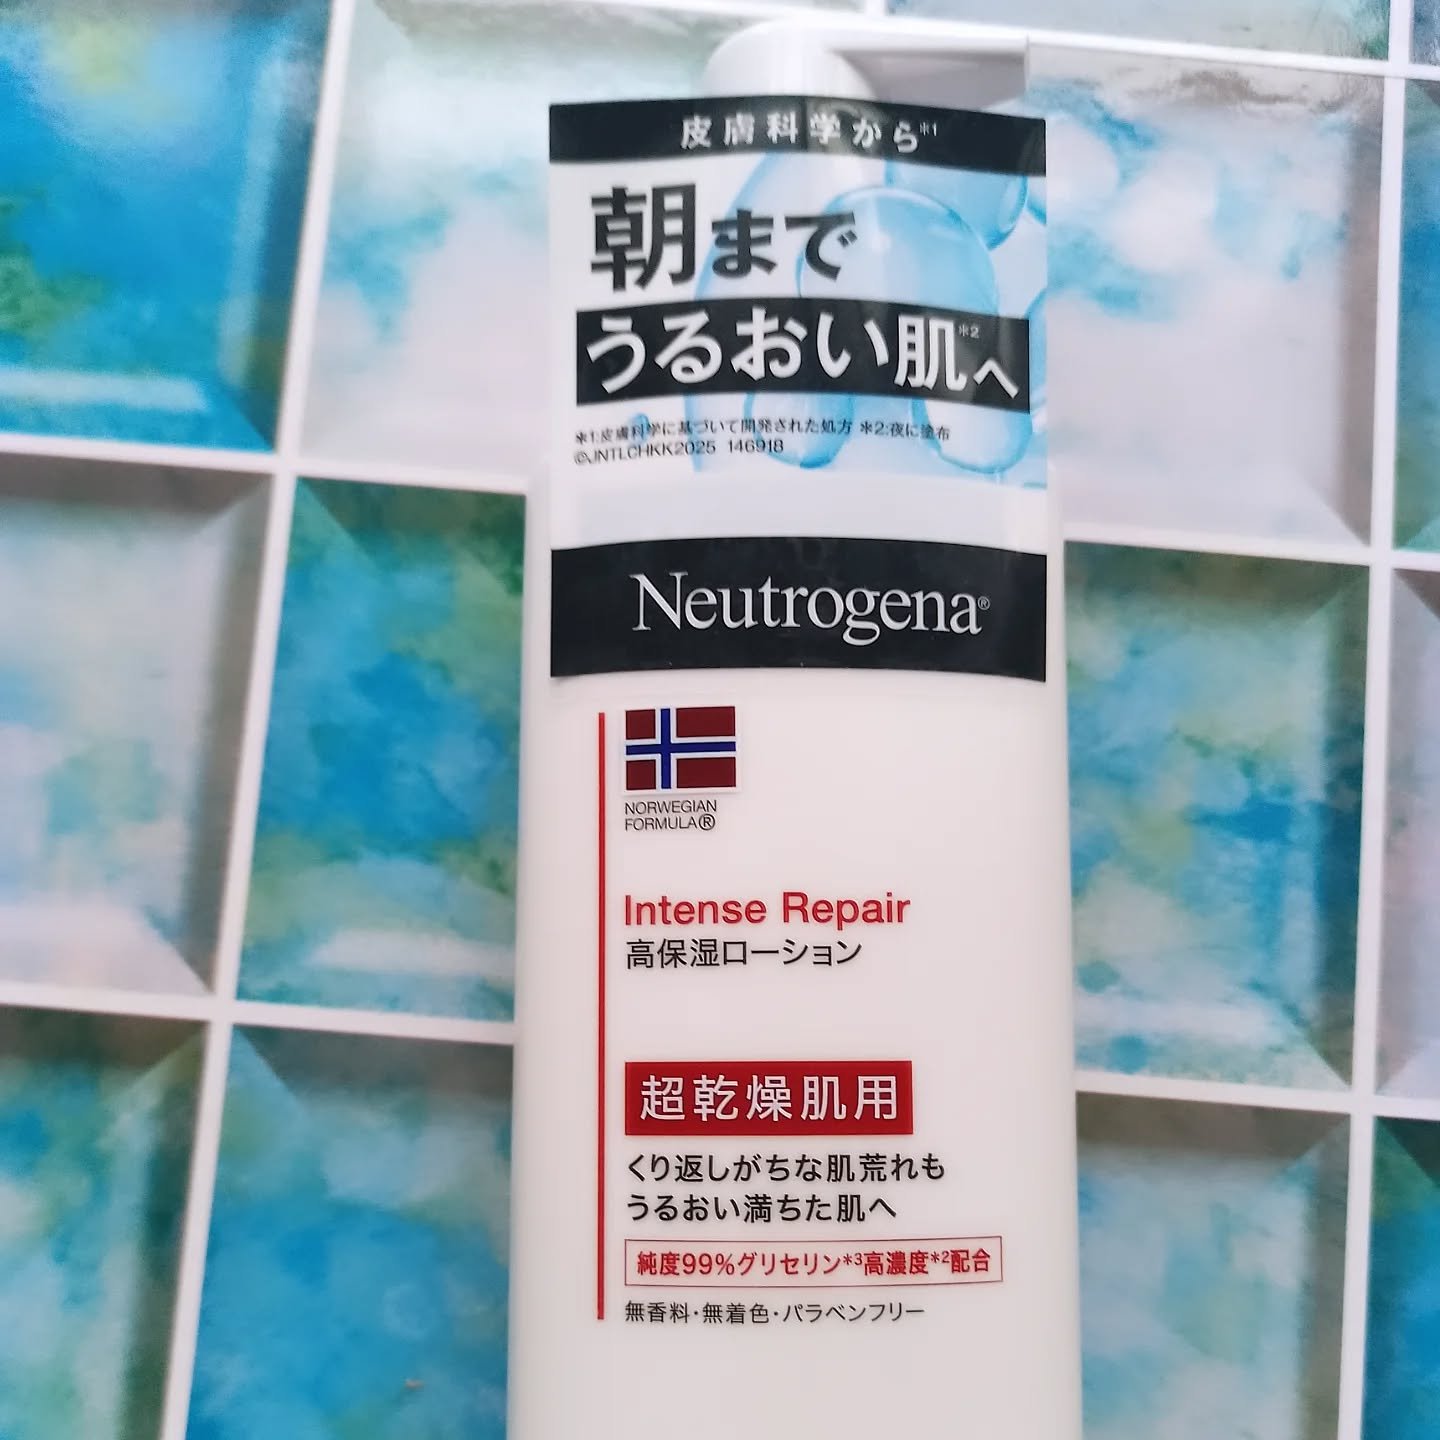 皮膚科学から*1
朝まで
うるおい肌*2へ
*1:皮膚科学に基づいて開発された処方 *2:夜に塗布
©JNTLCHKK2025 146918
Neutrogena®
NORWEGIAN
FORMULA®
Intense Repair
高保湿ローション
超乾燥肌用
くり返しがちな肌荒れも
うるおい満ちた肌へ
純度99%グリセリン*3高濃度*2配合
無香料・無着色・パラベンフリー